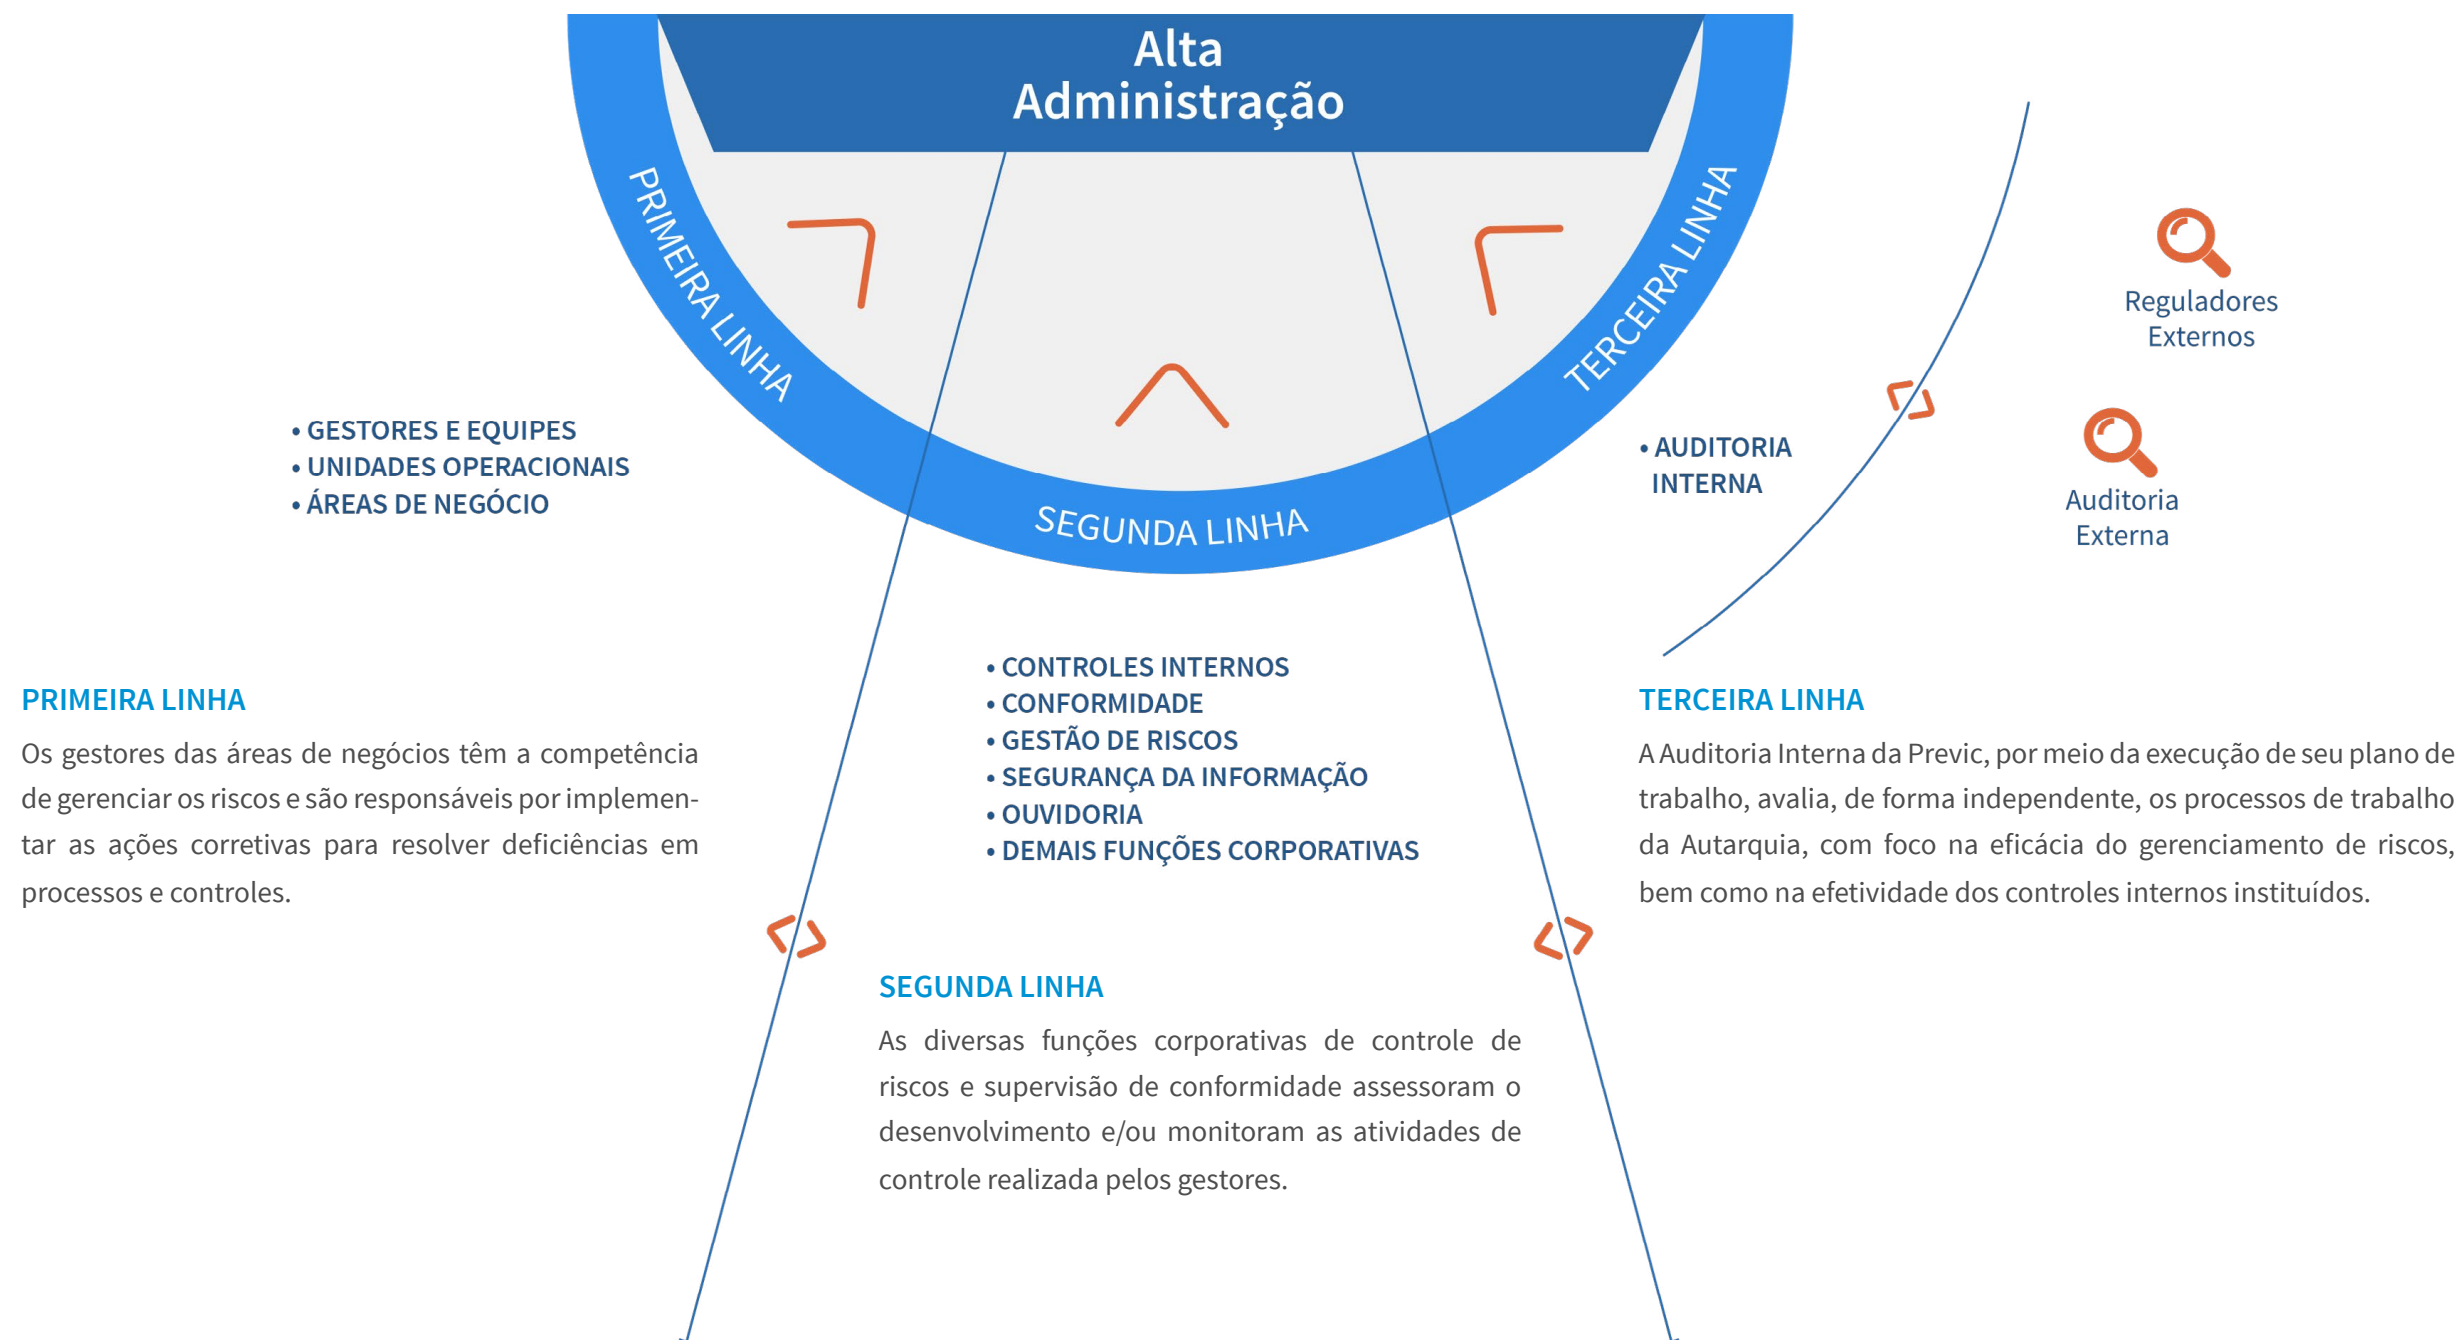 Alta
Administração
PRIMEIRA LINHA
SEGUNDA LINHA
TERCEIRA LINHA
• GESTORES E EQUIPES
• UNIDADES OPERACIONAIS
• ÁREAS DE NEGÓCIO
• AUDITORIA
INTERNA
Reguladores
Externos
Auditoria
Externa
• CONTROLES INTERNOS
• CONFORMIDADE
• GESTÃO DE RISCOS
• SEGURANÇA DA INFORMAÇÃO
• OUVIDORIA
• DEMAIS FUNÇÕES CORPORATIVAS
PRIMEIRA LINHA
Os gestores das áreas de negócios têm a competência
de gerenciar os riscos e são responsáveis por implemen-
tar as ações corretivas para resolver deficiências em
processos e controles.
SEGUNDA LINHA
As diversas funções corporativas de controle de
riscos e supervisão de conformidade assessoram o
desenvolvimento e/ou monitoram as atividades de
controle realizada pelos gestores.
TERCEIRA LINHA
A Auditoria Interna da Previc, por meio da execução de seu plano de
trabalho, avalia, de forma independente, os processos de trabalho
da Autarquia, com foco na eficácia do gerenciamento de riscos,
bem como na efetividade dos controles internos instituídos.